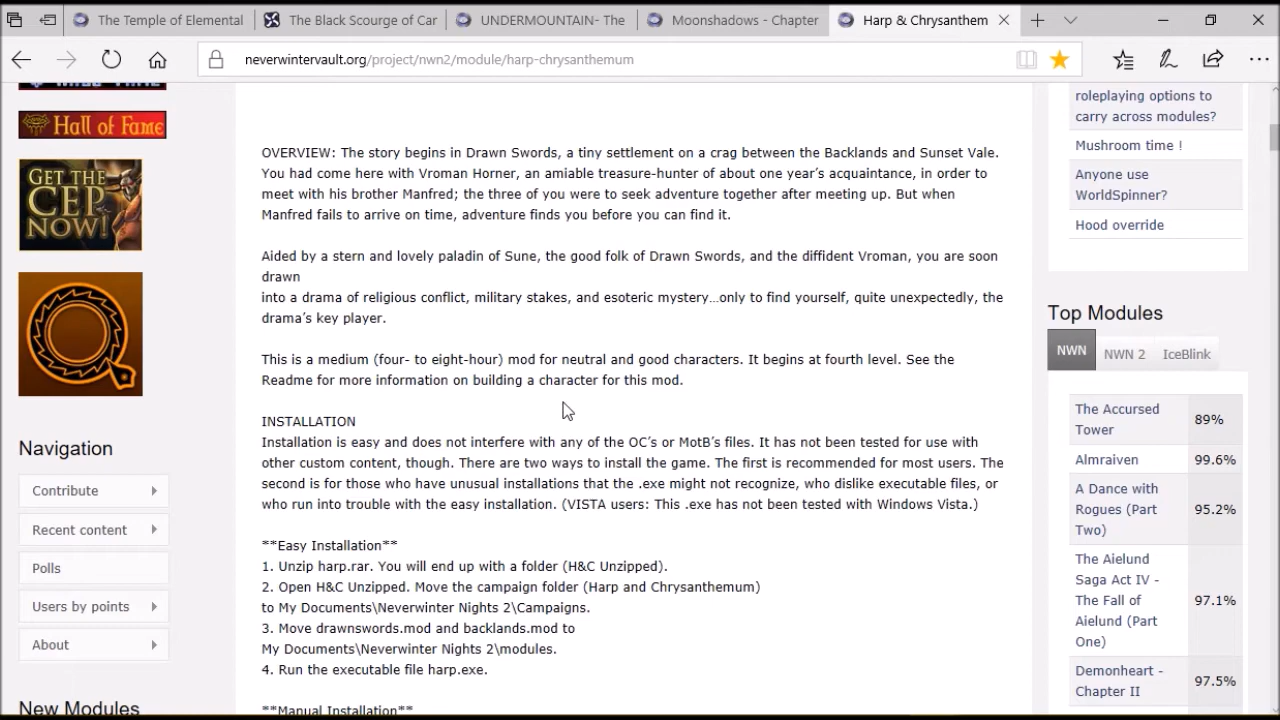 The Temple of Elemental
The Black Scourge of Car
UNDERMOUNTAIN- The
Moonshadows - Chapter
Harp & Chrysanthem
neverwintervault.org/project/nwn2/module/harp-chrysanthemum
Hall of Fame
GET THE
CEP
NOW!
Navigation
Contribute
Recent content
Polls
Users by points
About
New Modules
OVERVIEW: The story begins in Drawn Swords, a tiny settlement on a crag between the Backlands and Sunset Vale.
You had come here with Vroman Horner, an amiable treasure-hunter of about one year's acquaintance, in order to
meet with his brother Manfred; the three of you were to seek adventure together after meeting up. But when
Manfred fails to arrive on time, adventure finds you before you can find it.
Aided by a stern and lovely paladin of Sune, the good folk of Drawn Swords, and the diffident Vroman, you are soon
drawn
into a drama of religious conflict, military stakes, and esoteric mystery…only to find yourself, quite unexpectedly, the
drama's key player.
This is a medium (four- to eight-hour) mod for neutral and good characters. It begins at fourth level. See the
Readme for more information on building a character for this mod.
INSTALLATION
Installation is easy and does not interfere with any of the OC's or MotB's files. It has not been tested for use with
other custom content, though. There are two ways to install the game. The first is recommended for most users. The
second is for those who have unusual installations that the .exe might not recognize, who dislike executable files, or
who run into trouble with the easy installation. (VISTA users: This .exe has not been tested with Windows Vista.)
**Easy Installation**
1. Unzip harp.rar. You will end up with a folder (H&C Unzipped).
2. Open H&C Unzipped. Move the campaign folder (Harp and Chrysanthemum)
to My Documents\Neverwinter Nights 2\Campaigns.
3. Move drawnswords.mod and backlands.mod to
My Documents\Neverwinter Nights 2\modules.
4. Run the executable file harp.exe.
**Manual Installation**
roleplaying options to
carry across modules?
Mushroom time !
Anyone use
WorldSpinner?
Hood override
Top Modules
NWN
NWN 2
IceBlink
The Accursed
Tower
89%
Almraiven
99.6%
A Dance with
Rogues (Part
Two)
95.2%
The Aielund
Saga Act IV -
The Fall of
Aielund (Part
One)
97.1%
Demonheart -
Chapter II
97.5%